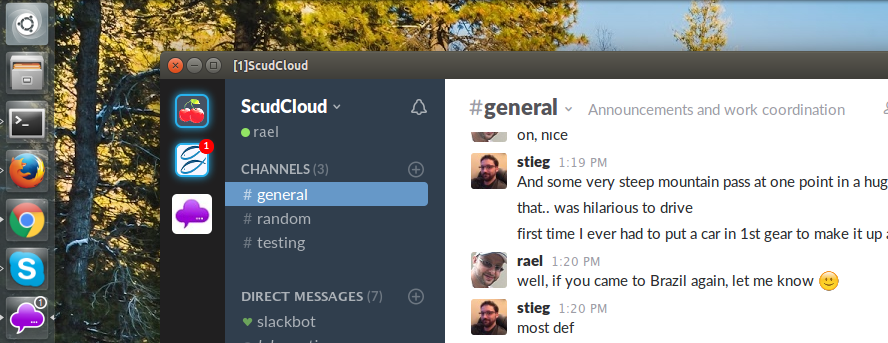 [1]ScudCloud
1
ScudCloud
rael
CHANNELS (3)
# general
# random
# testing
DIRECT MESSAGES (7)
slackbot
#general
Announcements and work coordination
oh, nice
stieg 1:19 PM
And some very steep mountain pass at one point in a hug
that.. was hilarious to drive
first time I ever had to put a car in 1st gear to make it up a
rael 1:20 PM
well, if you came to Brazil again, let me know
stieg 1:20 PM
most def
S
1